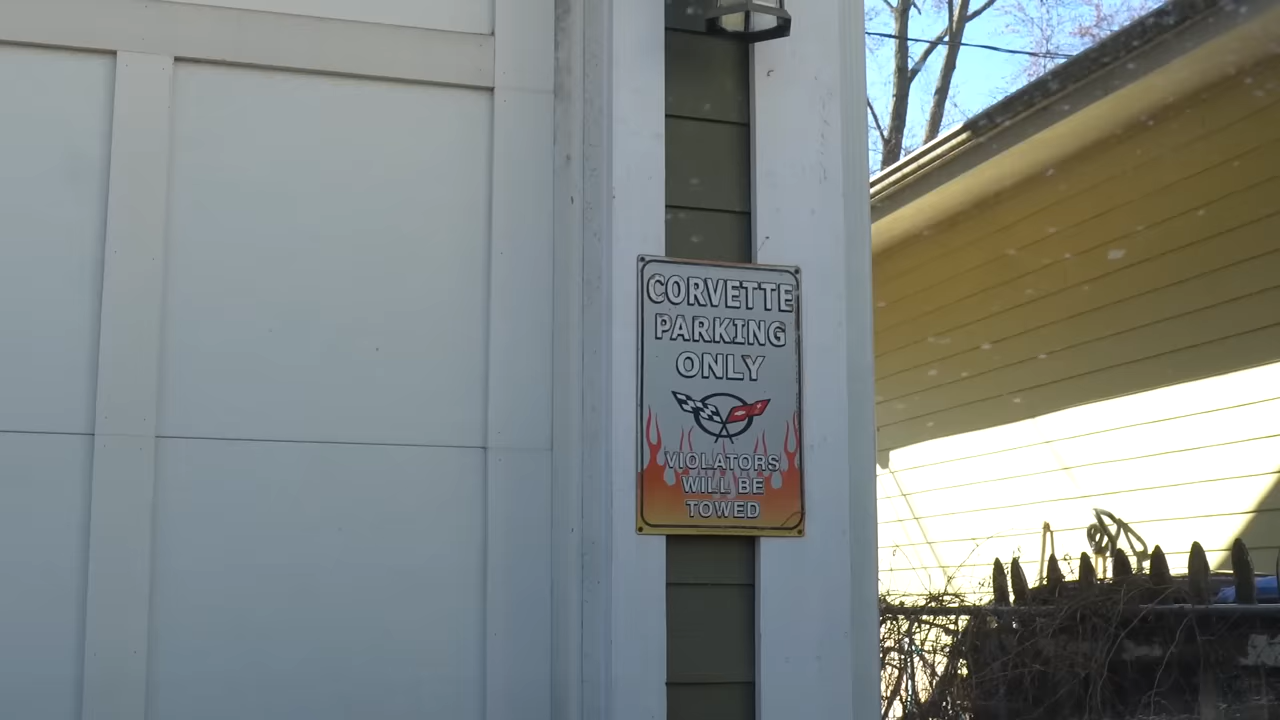 CORVETTE
PARKING
ONLY
VIOLATORS
WILL BE
TOWED